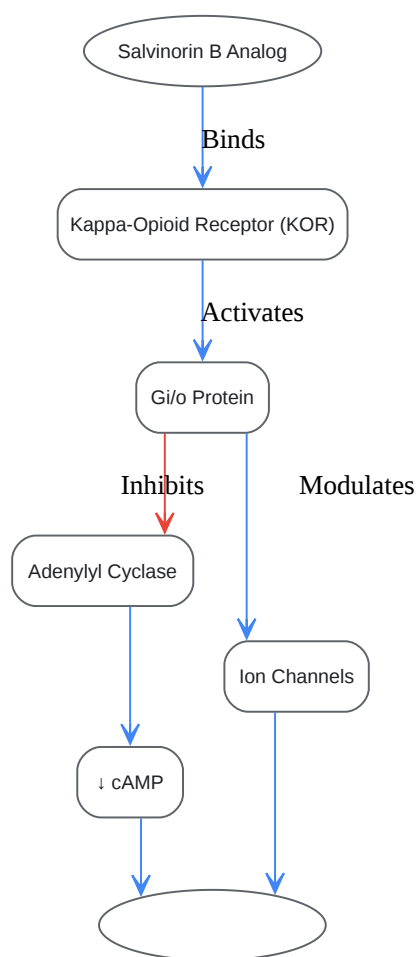 Salvinorin B Analog
Binds
Kappa-Opioid Receptor (KOR)
Activates
Gi/o Protein
Inhibits
Modulates
Adenylyl Cyclase
Ion Channels
↓ cAMP